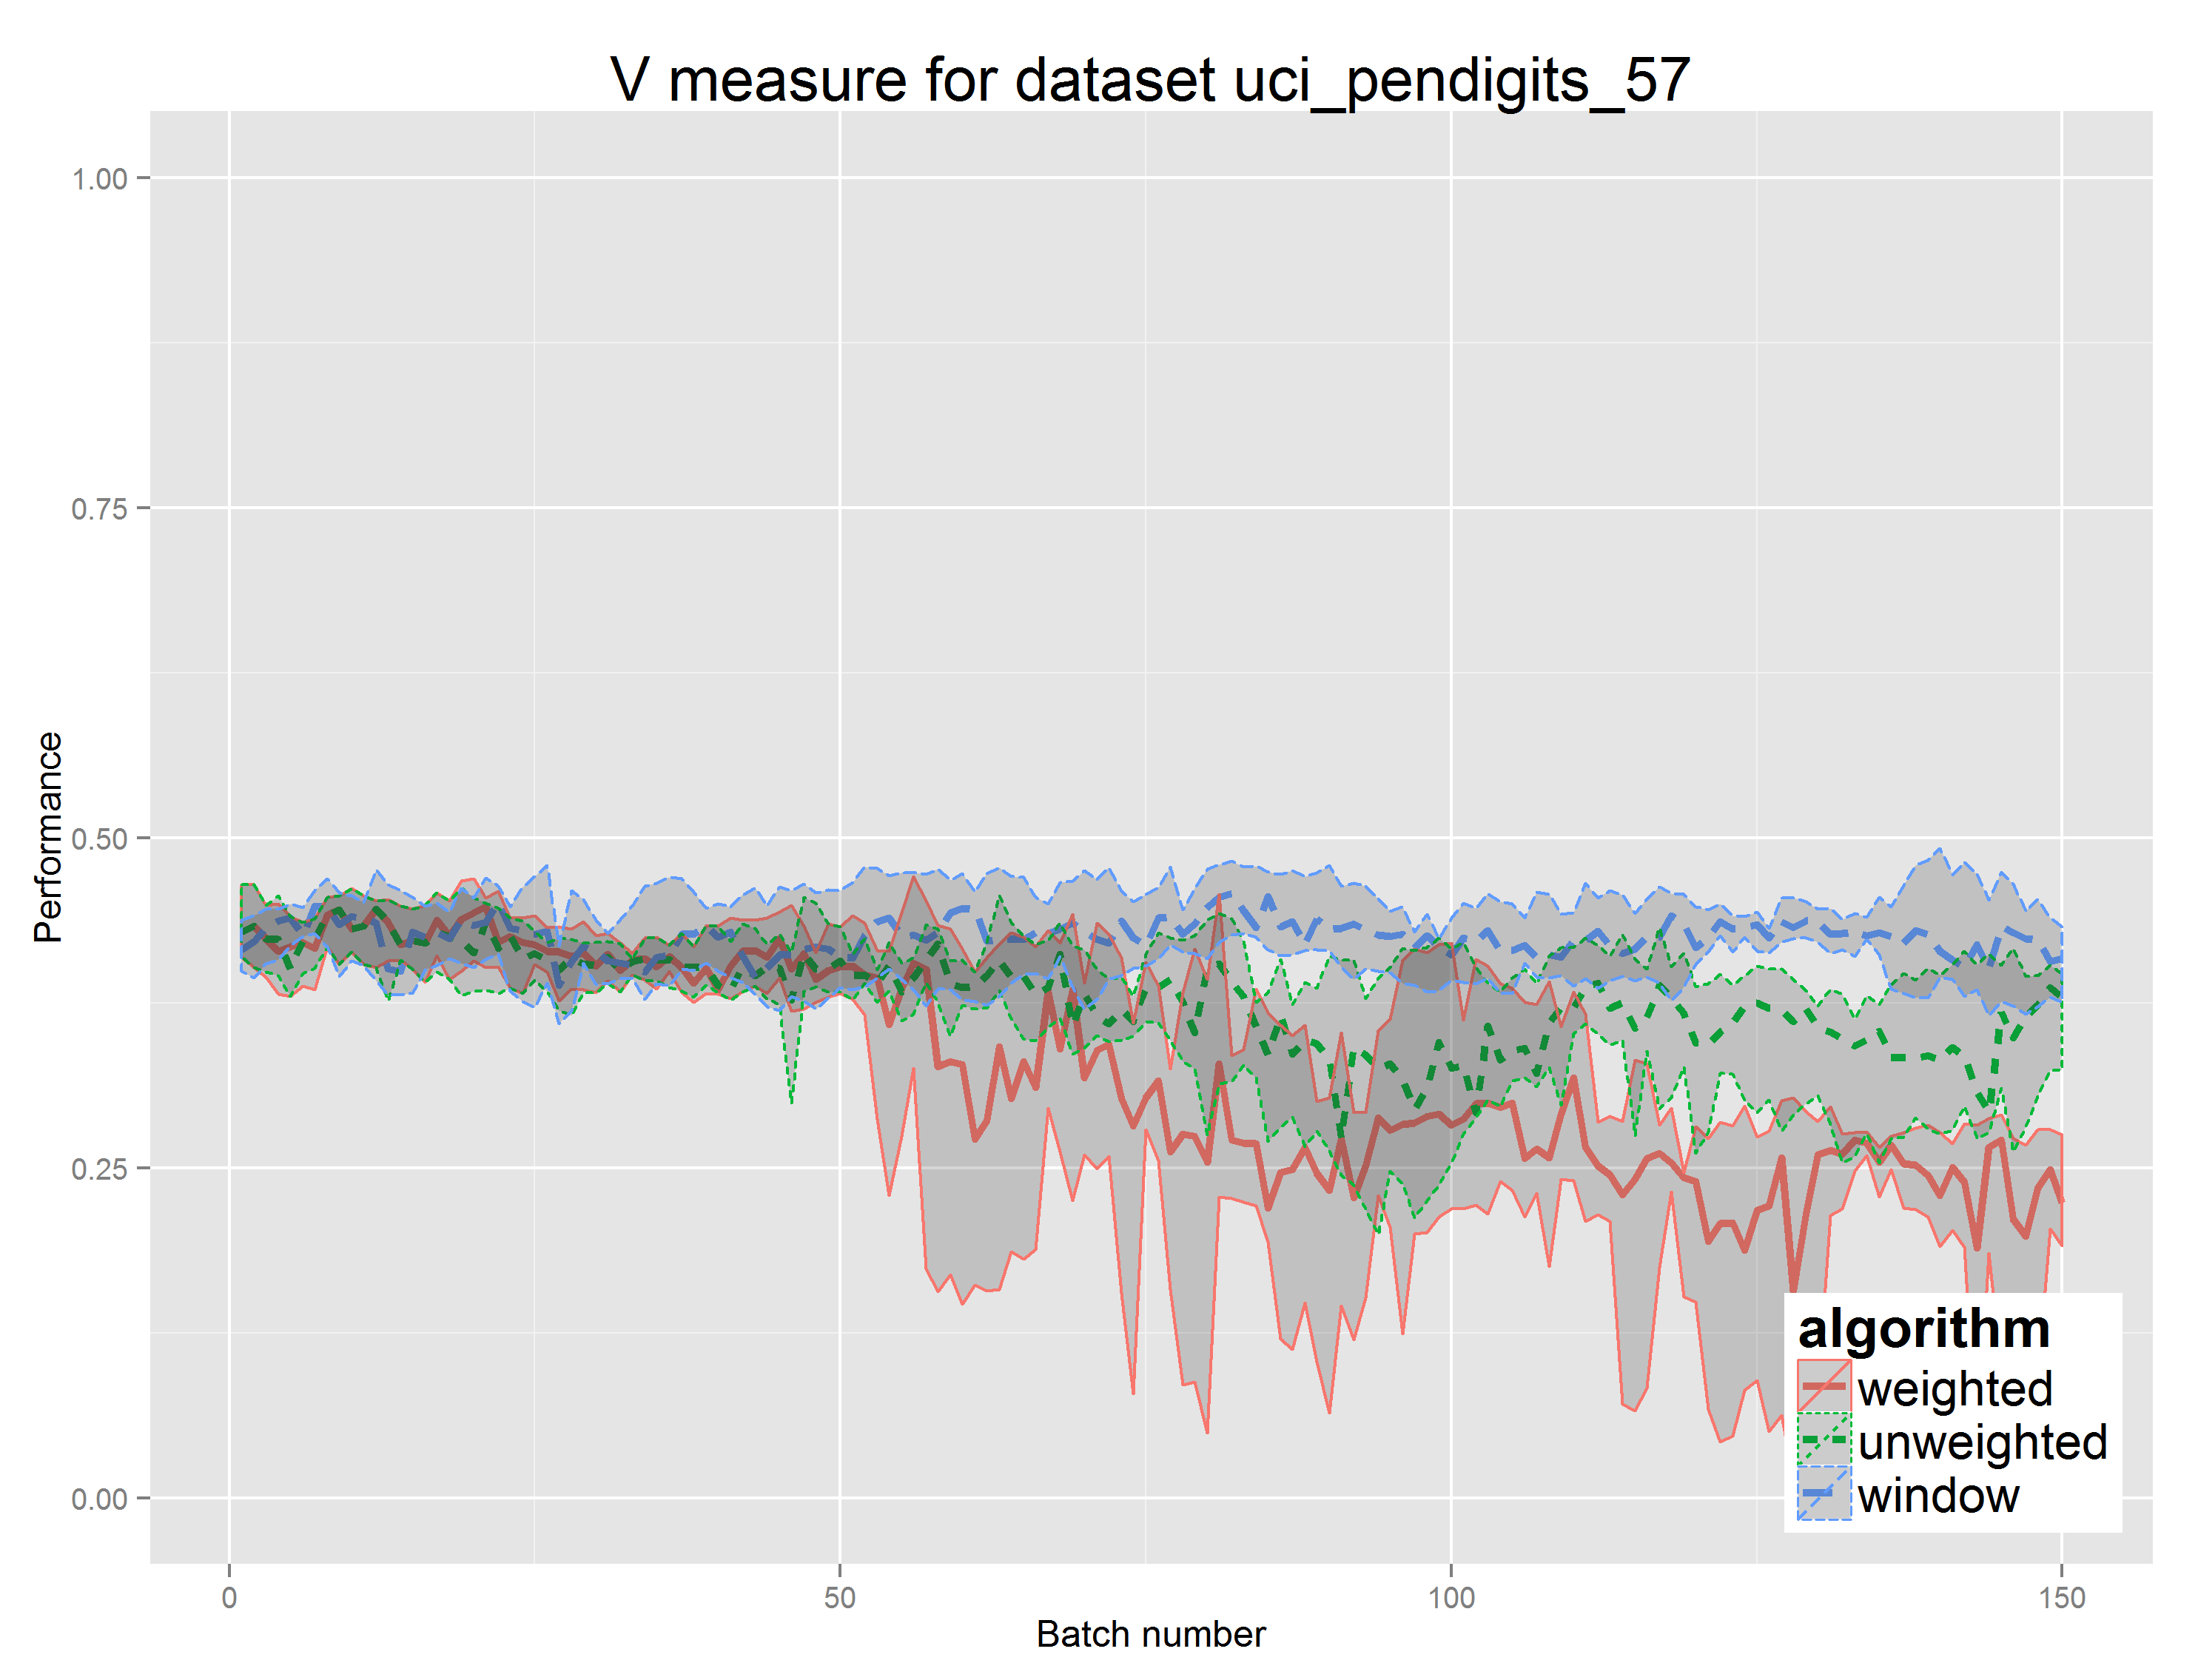 V measure for dataset uci_pendigits_57
Performance
1.00
0.75
0.50
0.25
0.00
0
50
100
150
Batch number
algorithm
weighted
unweighted
window